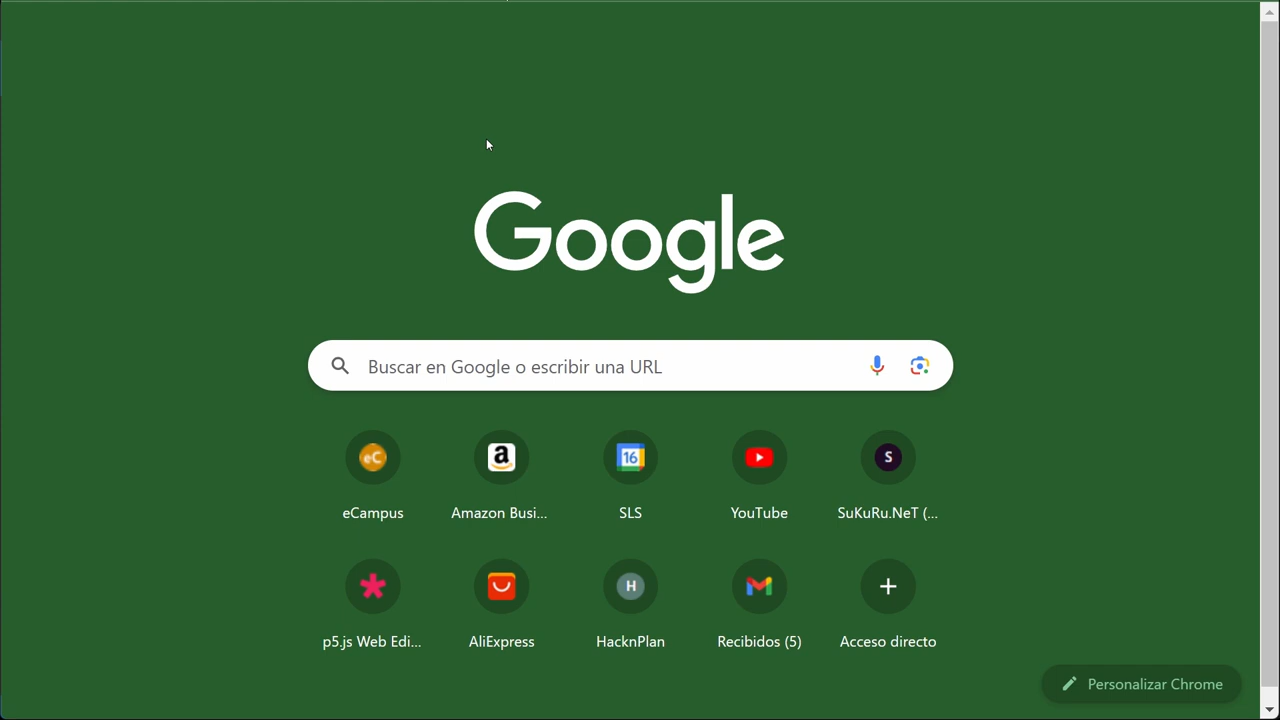 Google
Buscar en Google o escribir una URL
eC
a
16
S
eCampus
Amazon Busi...
SLS
YouTube
SuKuRu.NeT (...
H
p5.js Web Edi...
AliExpress
HacknPlan
Recibidos (5)
Acceso directo
Personalizar Chrome